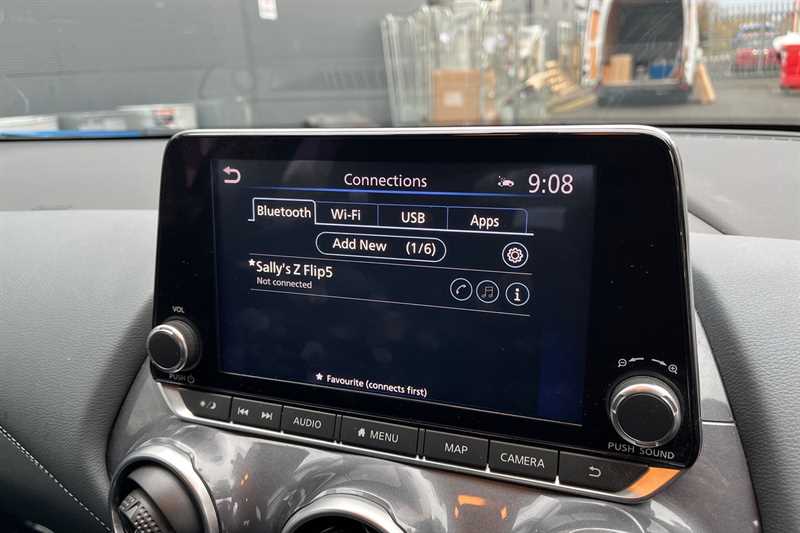 Connections
9:08
Bluetooth
Wi-Fi
USB
Apps
Add New (1/6)
★Sally's Z Flip5
Not connected
★ Favourite (connects first)
VOL
PUSH
AUDIO
MENU
MAP
CAMERA
PUSH SOUND